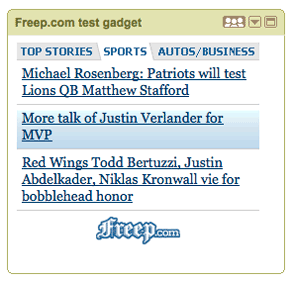 Freep.com test gadget
TOP STORIES SPORTS AUTOS/BUSINESS
Michael Rosenberg: Patriots will test
Lions QB Matthew Stafford
More talk of Justin Verlander for
MVP
Red Wings Todd Bertuzzi, Justin
Abdelkader, Niklas Kronwall vie for
bobblehead honor
Freep.com